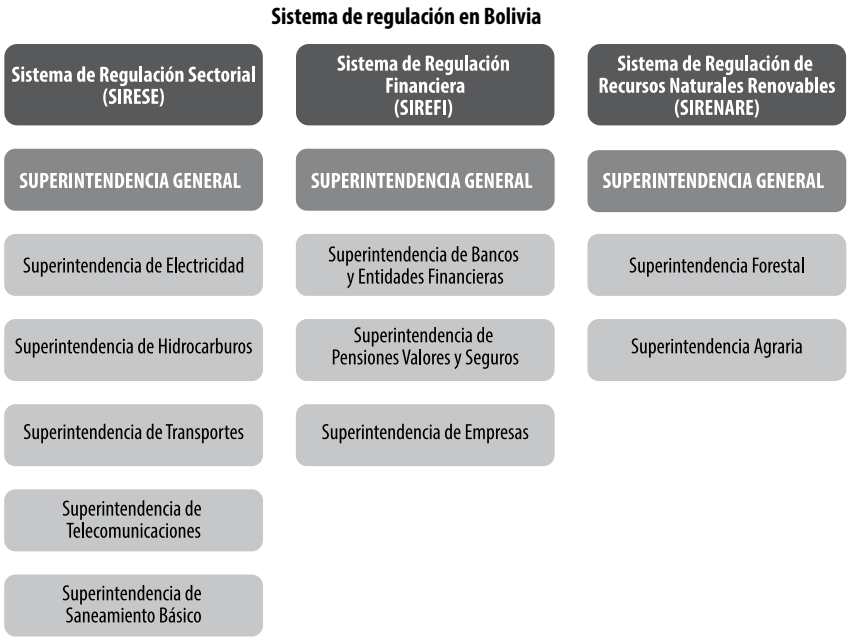 Sistema de regulación en Bolivia
Sistema de Regulación Sectorial
(SIRESE)
SUPERINTENDENCIA GENERAL
Superintendencia de Electricidad
Superintendencia de Hidrocarburos
Superintendencia de Transportes
Superintendencia de
Telecomunicaciones
Superintendencia de
Saneamiento Básico
Sistema de Regulación
Financiera
(SIREFI)
SUPERINTENDENCIA GENERAL
Superintendencia de Bancos
y Entidades Financieras
Superintendencia de
Pensiones Valores y Seguros
Superintendencia de Empresas
Sistema de Regulación de
Recursos Naturales Renovables
(SIRENARE)
SUPERINTENDENCIA GENERAL
Superintendencia Forestal
Superintendencia Agraria